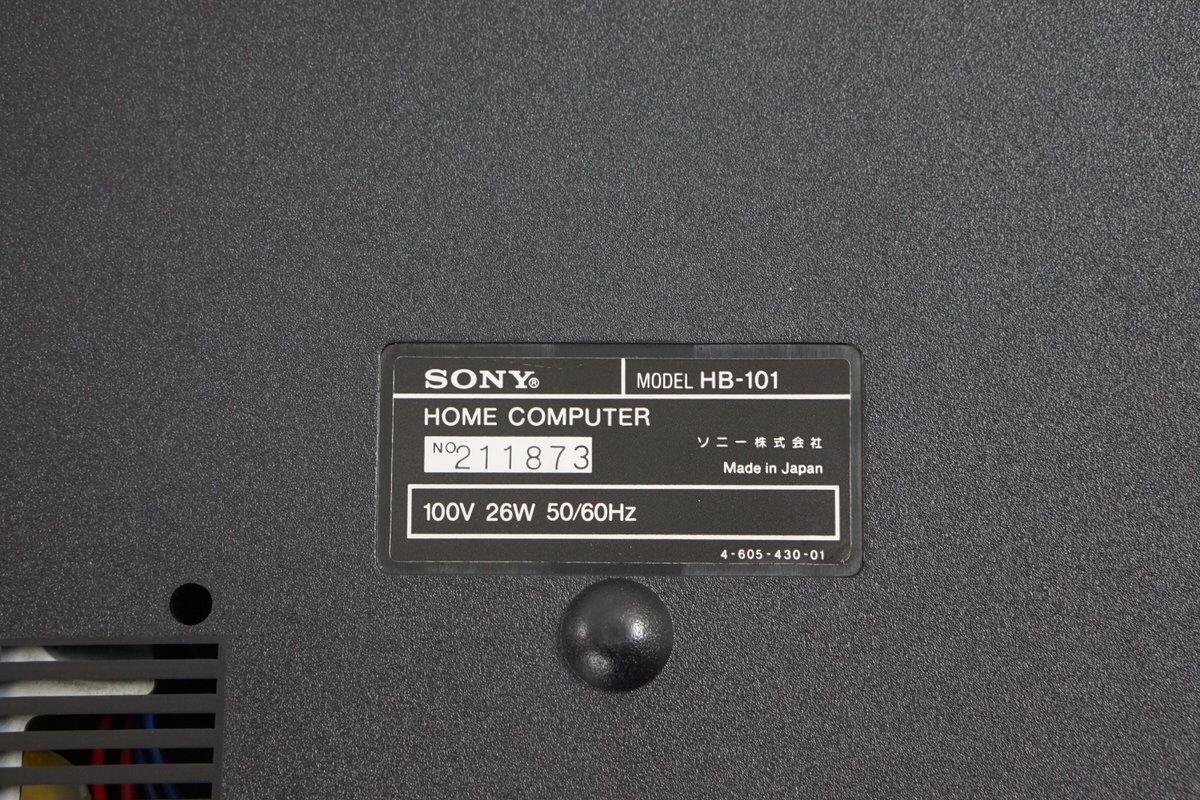 SONY® MODEL HB-101
HOME COMPUTER
NO 211873
ソニー株式会社
Made in Japan
100V 26W 50/60Hz
4-605-430-01